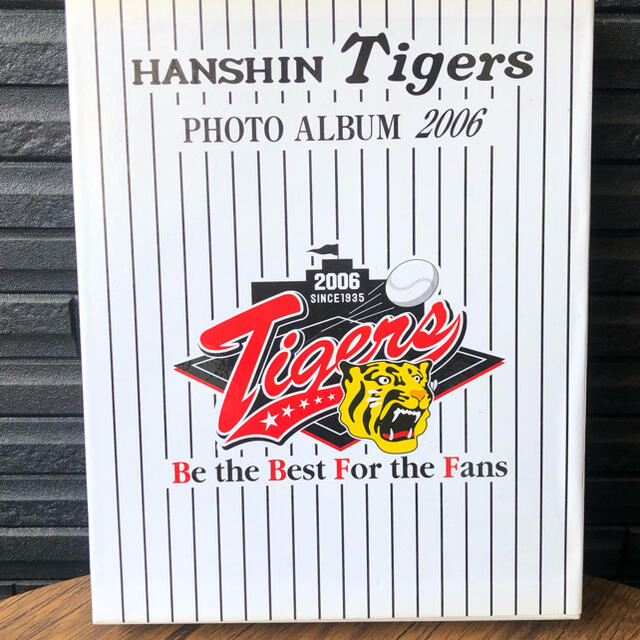 HANSHIN Tigers
PHOTO ALBUM 2006
2006
SINCE1935
Tigers
Be the Best For the Fans